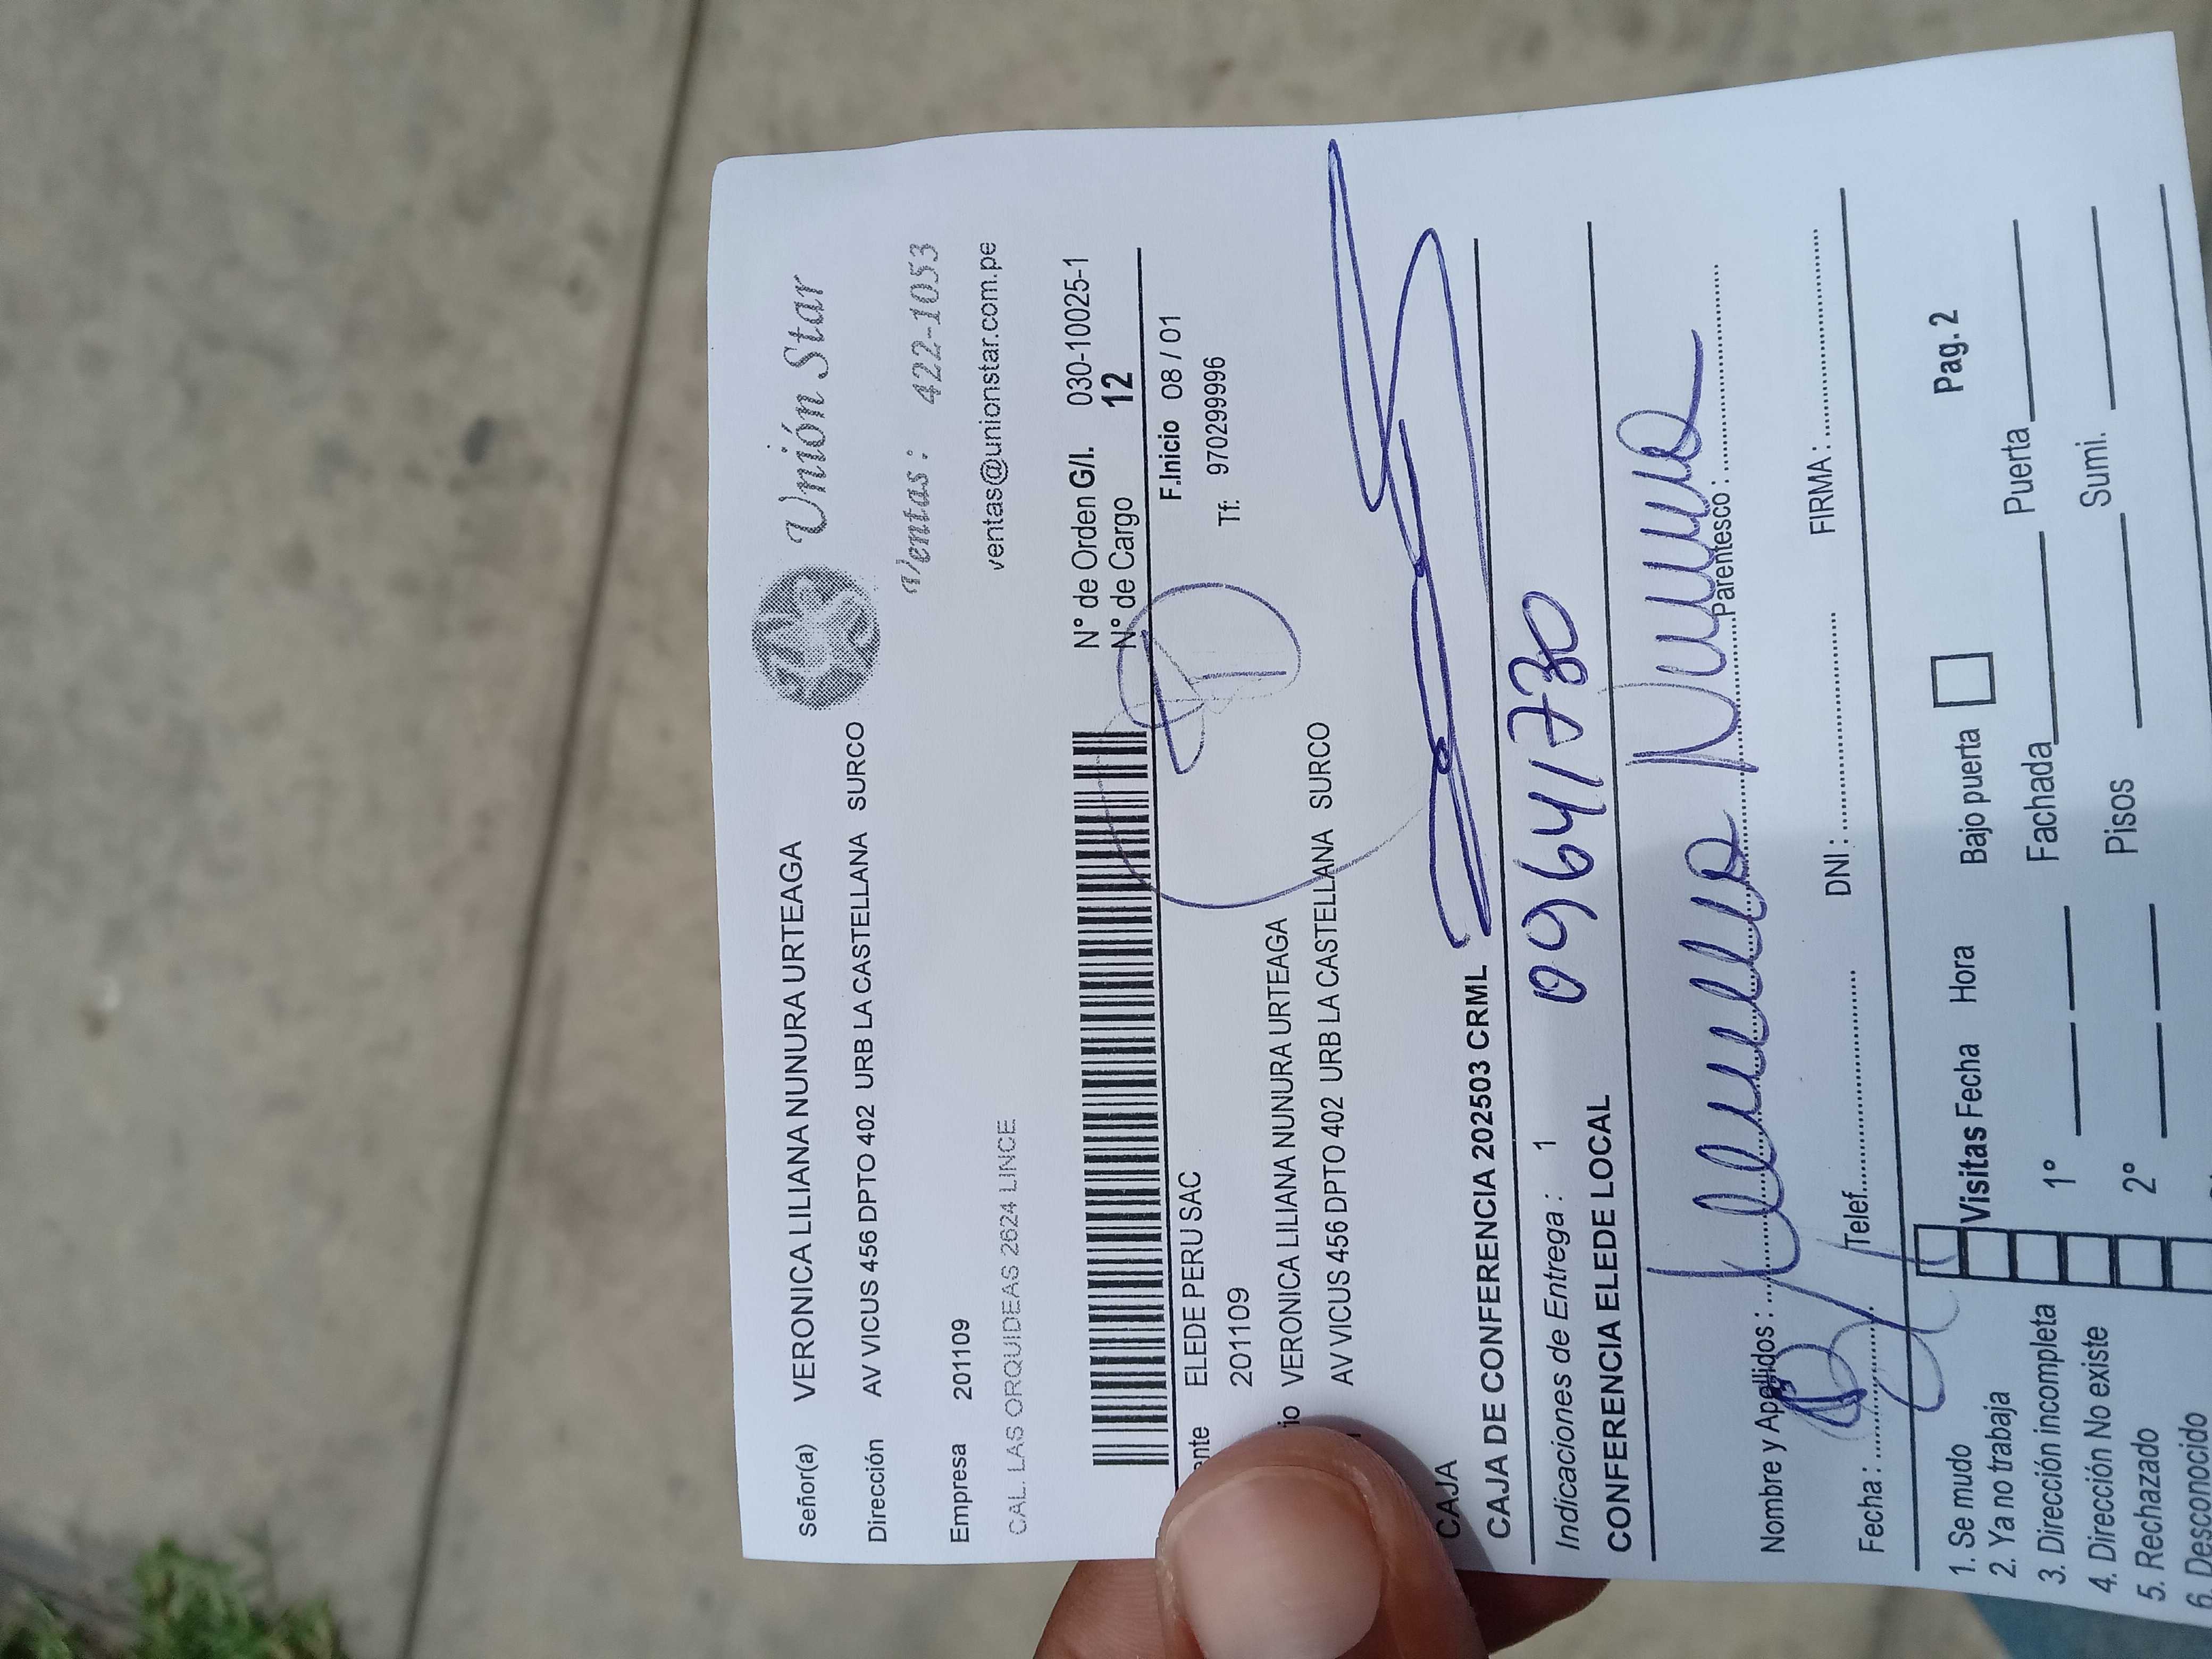 Señor(a) VERONICA LILIANA NUNURA URTEAGA
Unión Star
Dirección AV VICUS 456 DPTO 402 URB LA CASTELLANA SURCO
Ventas: 422-1053
Empresa 201109
ventas@unionstar.com.pe
CAL. LAS ORQUIDEAS 2624 LINCE
N° de Orden G/I. 030-10025-1
N° de Cargo 12
ente ELEDE PERU SAC F.Inicio 08 / 01
201109 Tf: 970299996
io VERONICA LILIANA NUNURA URTEAGA
AV VICUS 456 DPTO 402 URB LA CASTELLANA SURCO
CAJA
CAJA DE CONFERENCIA 202503 CRML
Indicaciones de Entrega : 1
09641730
CONFERENCIA ELEDE LOCAL
Nunura
Nombre y Apellidos : Parentesco :
Fecha : Telef. DNI : FIRMA :
1. Se mudo Visitas Fecha Hora Bajo puerta Pag. 2
2. Ya no trabaja
3. Dirección incompleta 1° Fachada Puerta
4. Dirección No existe
5. Rechazado 2° Pisos Sumi.
6. Desconocido